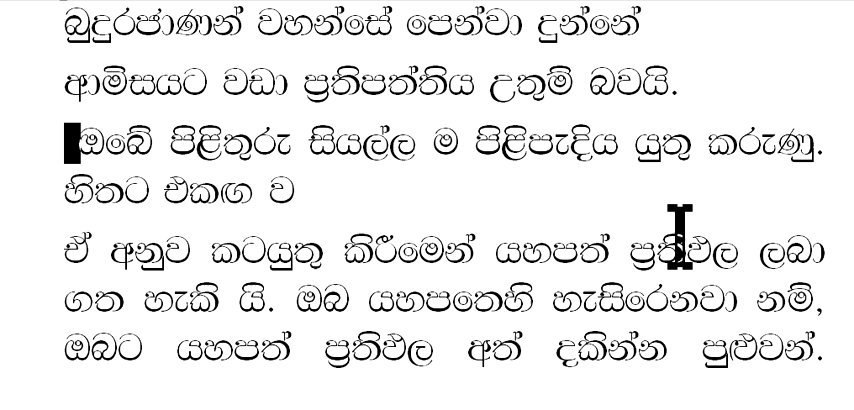 බුදුරජාණන් වහන්සේ පෙන්වා දුන්නේ
ආමිසයට වඩා ප්‍රතිපත්තිය උතුම් බවයි.
ඔබේ පිළිතුරු සියල්ල ම පිළිපැදිය යුතු කරුණු.
හිතට එකඟ ව
ඒ අනුව කටයුතු කිරීමෙන් යහපත් ප්‍රතිඵල ලබා
ගත හැකි යි. ඔබ යහපතෙහි හැසිරෙනවා නම්,
ඔබට යහපත් ප්‍රතිඵල අත් දකින්න පුළුවන්.